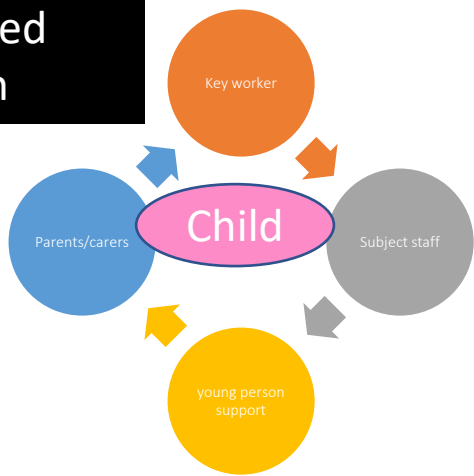 ed
n
Key worker
Parents/carers
Child
Subject staff
young person
support